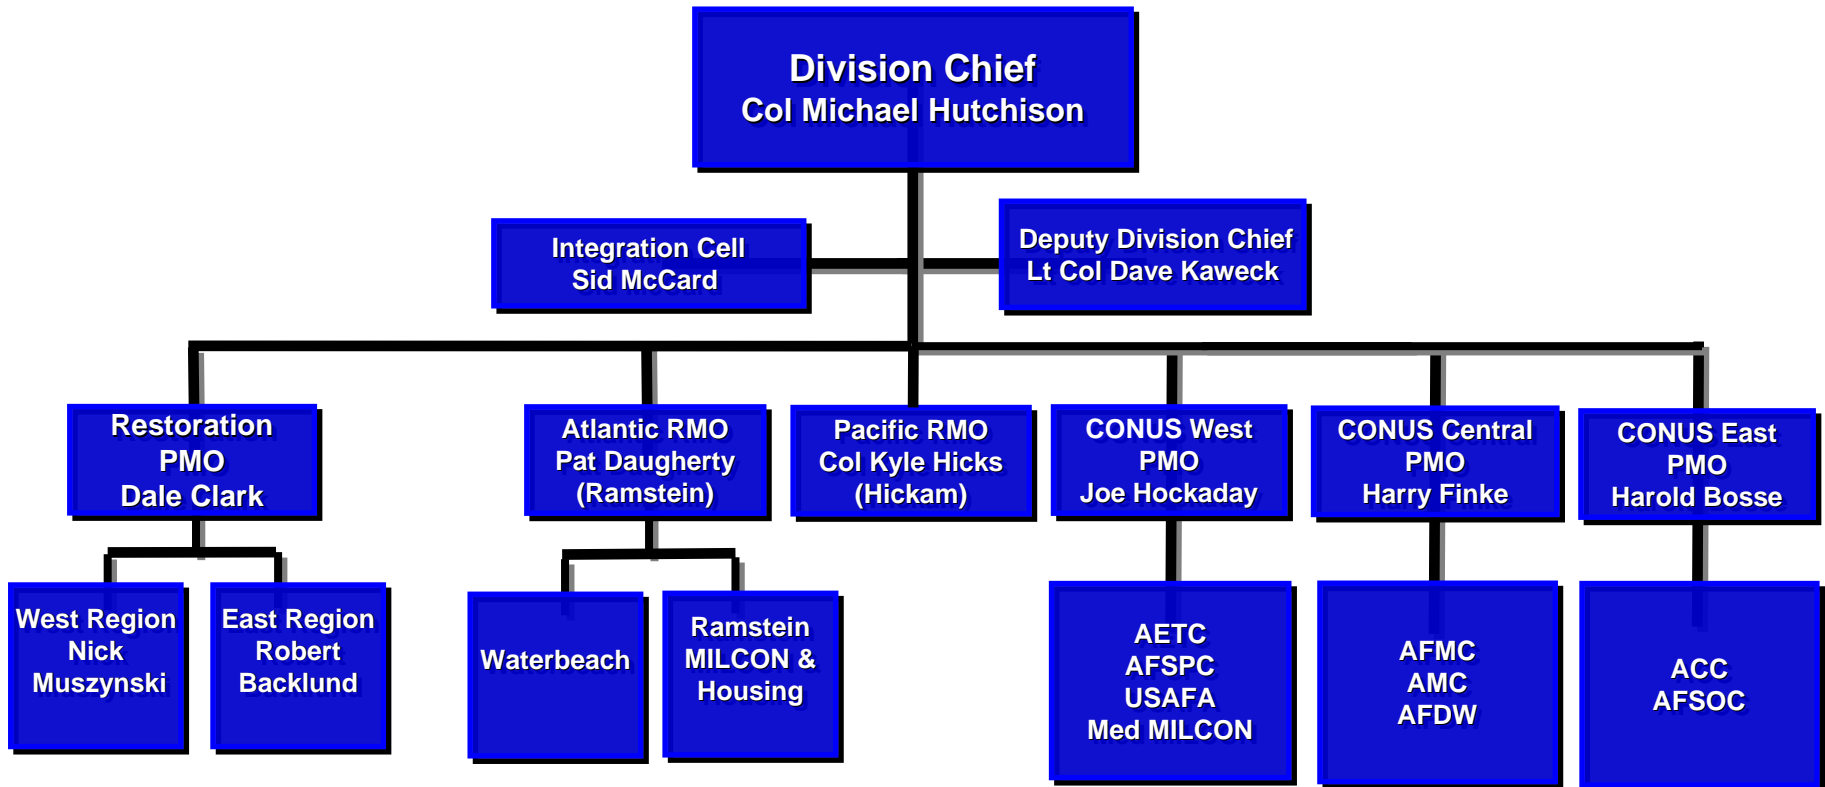 Division Chief
Col Michael Hutchison
Integration Cell
Sid McCard
Deputy Division Chief
Lt Col Dave Kaweck
Restoration
PMO
Dale Clark
Atlantic RMO
Pat Daugherty
(Ramstein)
Pacific RMO
Col Kyle Hicks
(Hickam)
CONUS West
PMO
Joe Hockaday
CONUS Central
PMO
Harry Finke
CONUS East
PMO
Harold Bosse
West Region
Nick
Muszynski
East Region
Robert
Backlund
Waterbeach
Ramstein
MILCON &
Housing
AETC
AFSPC
USAFA
Med MILCON
AFMC
AMC
AFDW
ACC
AFSOC